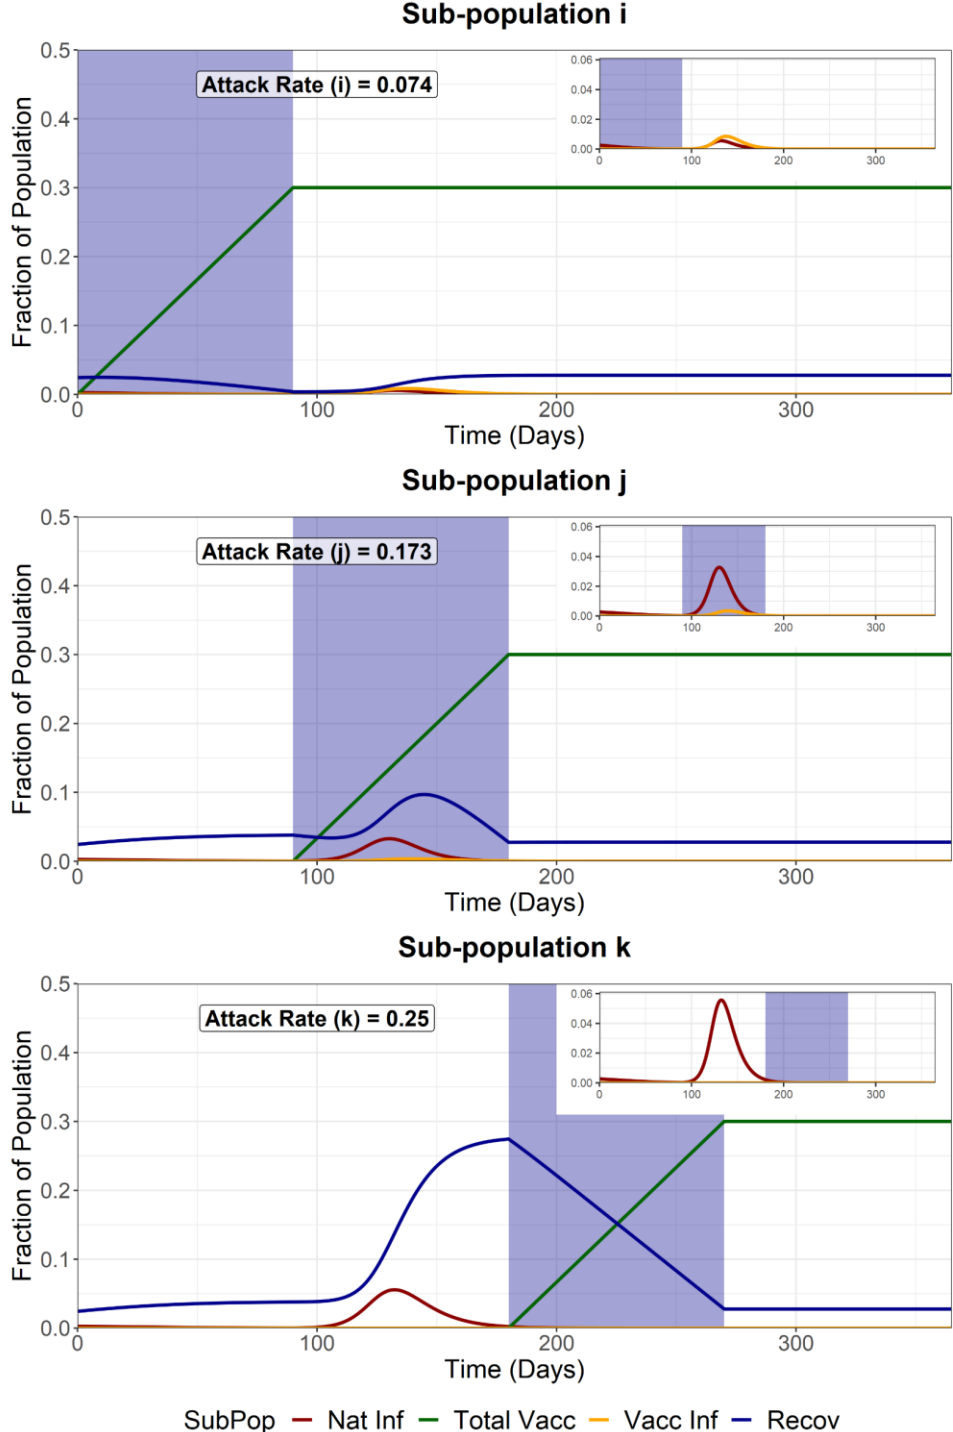 Sub-population i
Fraction of Population
0.5
0.4
0.3
0.2
0.1
0.0
Attack Rate (i) = 0.074
0.06
0.04
0.02
0.00
0 100 200 300
0 100 200 300
Time (Days)
Sub-population j
Fraction of Population
0.5
0.4
0.3
0.2
0.1
0.0
Attack Rate (j) = 0.173
0.06
0.04
0.02
0.00
0 100 200 300
0 100 200 300
Time (Days)
Sub-population k
Fraction of Population
0.5
0.4
0.3
0.2
0.1
0.0
Attack Rate (k) = 0.25
0.06
0.04
0.02
0.00
0 100 200 300
0 100 200 300
Time (Days)
SubPop Nat Inf Total Vacc Vacc Inf Recov